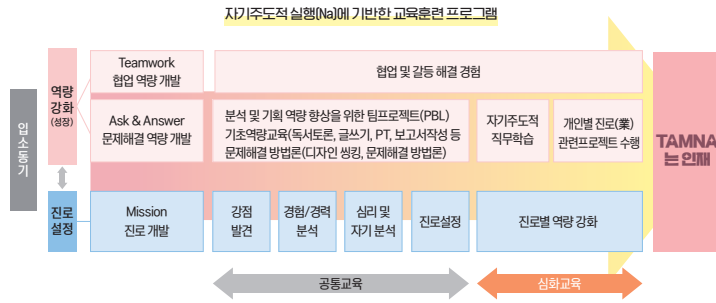 자기주도적 실행(Na)에 기반한 교육훈련 프로그램
입소동기
역량
강화
(성장)
Teamwork
협업 역량 개발
협업 및 갈등 해결 경험
Ask & Answer
문제해결 역량 개발
분석 및 기획 역량 향상을 위한 팀프로젝트(PBL)
기초역량교육(독서토론, 글쓰기, PT, 보고서작성 등
문제해결 방법론(디자인 씽킹, 문제해결 방법론)
자기주도적
직무학습
개인별 진로(業)
관련프로젝트 수행
TAMNA
는 인재
진로
설정
Mission
진로 개발
강점
발견
경험/경력
분석
심리 및
자기 분석
진로설정
진로별 역량 강화
공통교육
심화교육